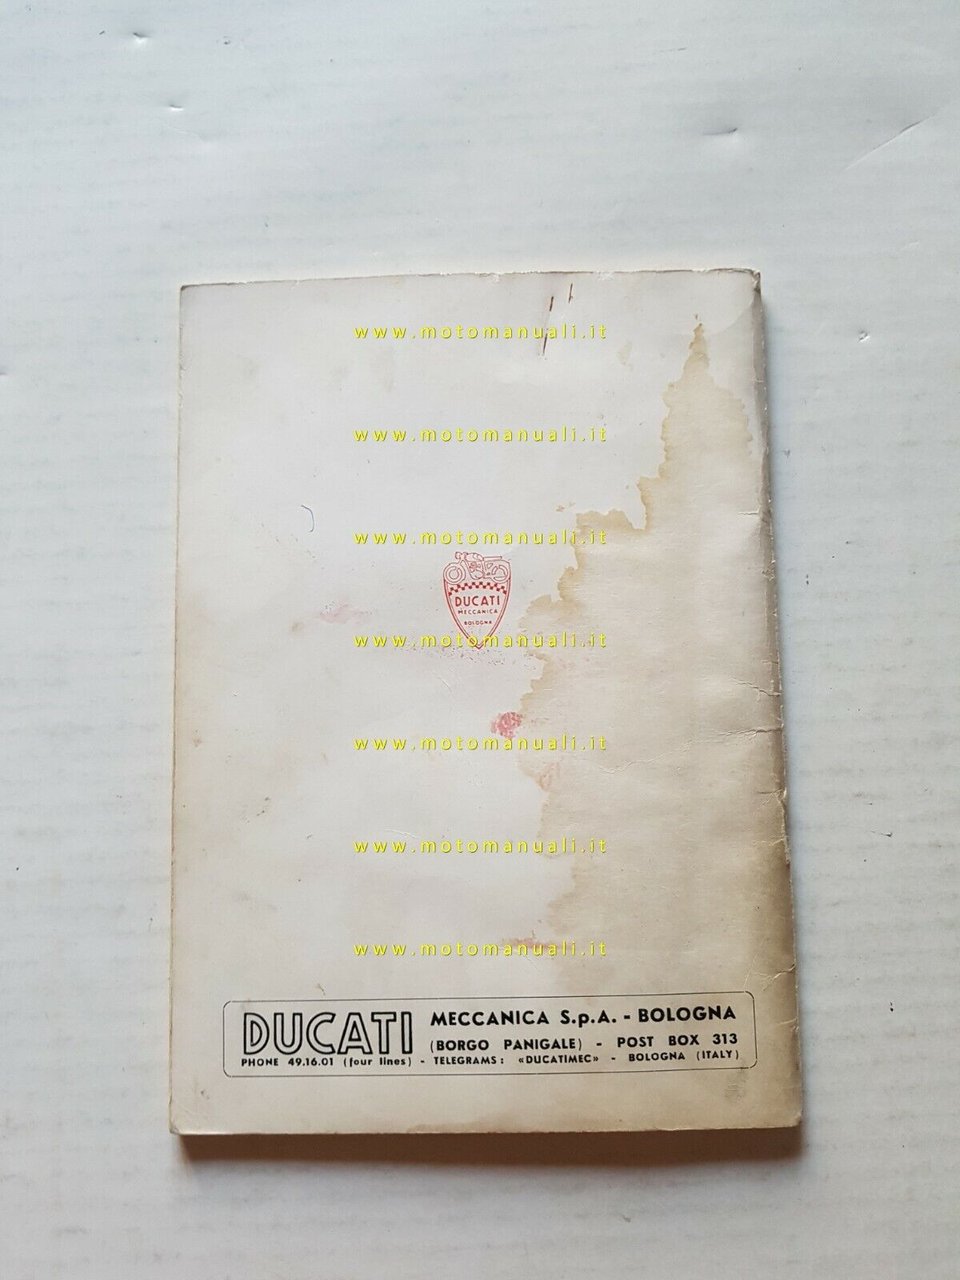 www.motomanuali.it
www.motomanuali.it
www.motomanuali.it
DUCATI
MECCANICA
BOLOGNA
www.motomanuali.it
www.motomanuali.it
www.motomanuali.it
www.motomanuali.it
DUCATI MECCANICA S.p.A. - BOLOGNA
(BORGO PANIGALE) - POST BOX 313
PHONE 49.16.01 (four lines) - TELEGRAMS: «DUCATIMEC» - BOLOGNA (ITALY)